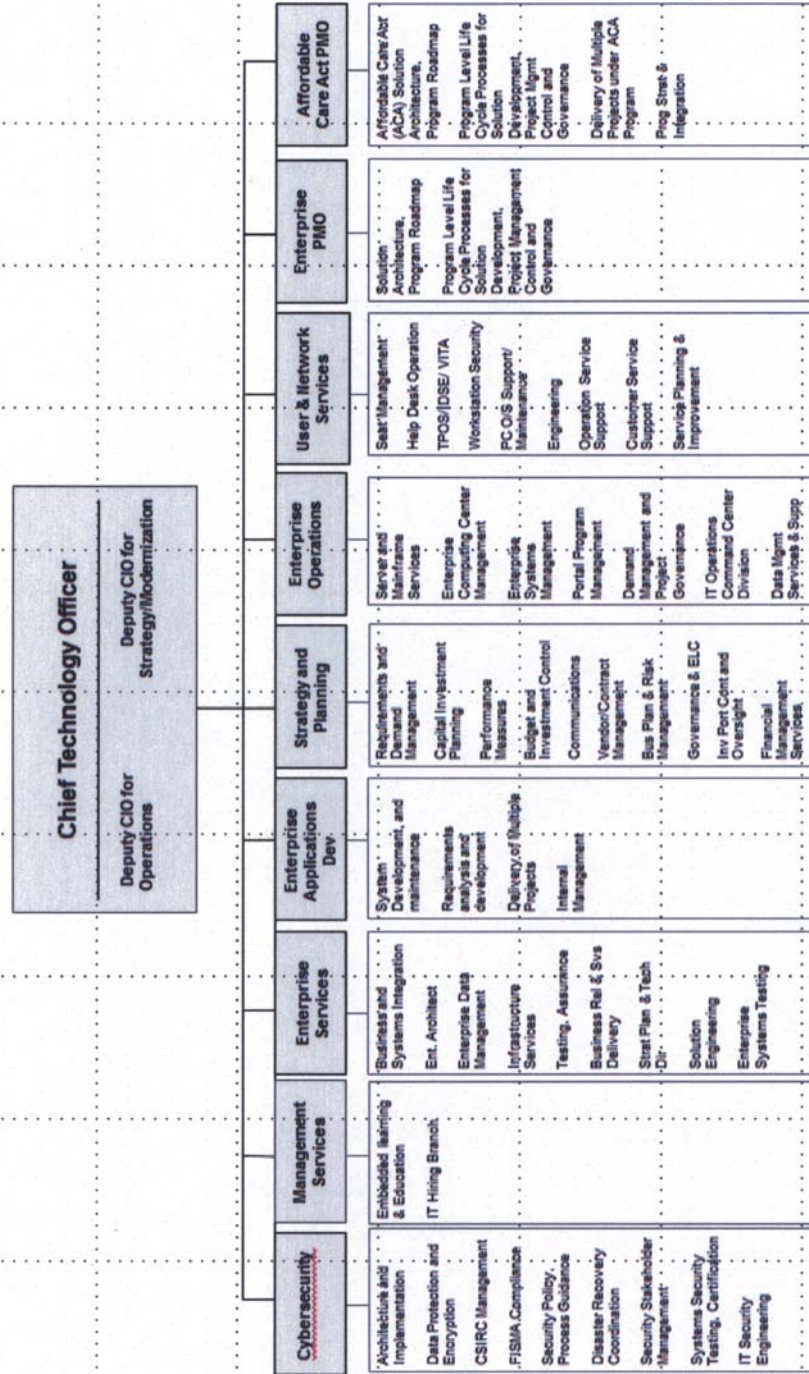 Chief Technology Officer
Deputy CIO for
Operations
Deputy CIO for
Strategy/Modernization
Cybersecurity
Architecture and
Implementation
Data Protection and
Encryption
CSIRC Management
FISMA Compliance
Security Policy,
Process Guidance
Disaster Recovery
Coordination
Security Stakeholder
Management
Systems Security
Testing, Certification
IT Security
Engineering
Management
Services
Embedded learning
& Education
IT Hiring Branch
Enterprise
Services
Business and
Systems Integration
Ent. Architect
Enterprise Data
Management
Infrastructure
Services
Testing, Assurance
Business Rel & Svs
Delivery
Strat Plan & Tech
Dir
Solution
Engineering
Enterprise
Systems Testing
Enterprise
Applications
Dev
System
Development, and
maintenance
Requirements
analysis and
development
Delivery of Multiple
Projects
Internal
Management
Strategy and
Planning
Requirements and
Demand
Management
Capital Investment
Planning
Performance
Measures
Budget and
Investment Control
Communications
Vendor/Contract
Management
Bus Plan & Risk
Management
Governance & ELC
Inv Port Cont and
Oversight
Financial
Management
Services
Enterprise
Operations
Server and
Mainframe
Services
Enterprise
Computing Center
Management
Enterprise
Systems
Management
Portal Program
Management
Demand
Management and
Project
Governance
IT Operations
Command Center
Division
Data Mgmt
Services & Supp
User & Network
Services
Seat Management
Help Desk Operation
TPOS/IDSE/ VITA
Workstation Security
PC O/S Support/
Maintenance
Engineering
Operation Service
Support
Customer Service
Support
Service Planning &
Improvement
Enterprise
PMO
Solution
Architecture,
Program Roadmap
Program Level Life
Cycle Processes for
Solution
Development,
Project Management
Control and
Governance
Affordable
Care Act PMO
Affordable Care Act
(ACA) Solution
Architecture,
Program Roadmap
Program Level Life
Cycle Processes for
Solution
Development,
Project Mgmt
Control and
Governance
Delivery of Multiple
Projects under ACA
Program
Prog Strat &
Integration